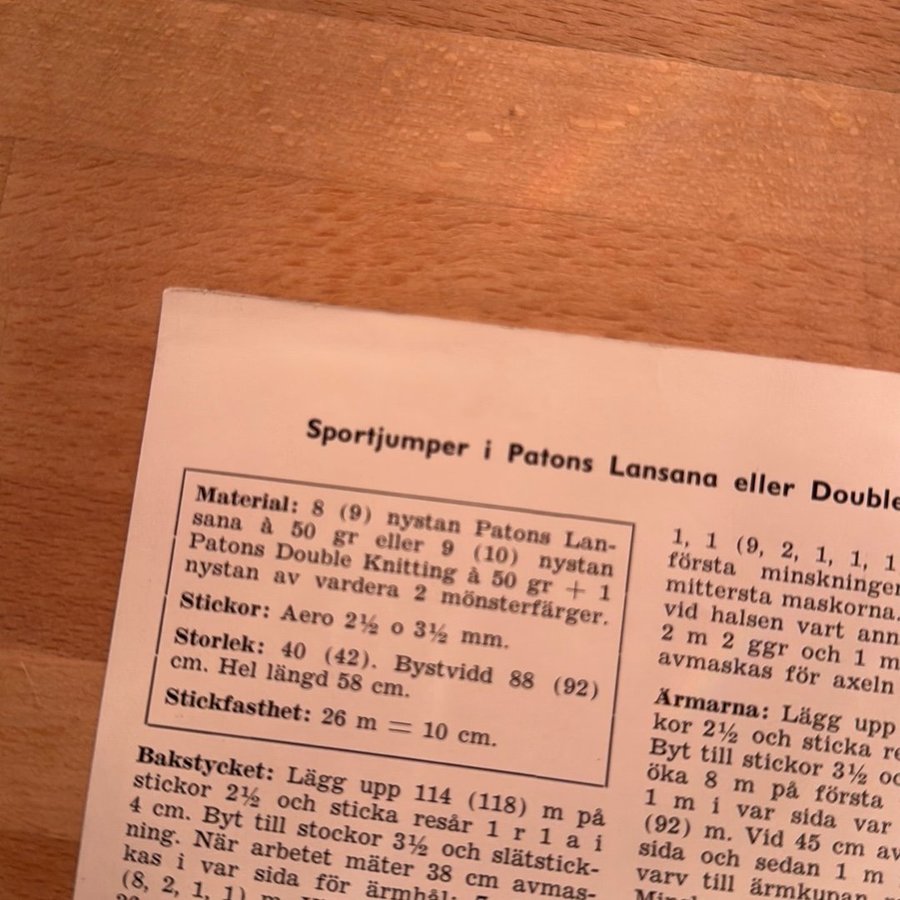 Sportjumper i Patons Lansana eller Double
Material: 8 (9) nystan Patons Lan-
sana à 50 gr eller 9 (10) nystan
Patons Double Knitting à 50 gr + 1
nystan av vardera 2 mönsterfärger.
Stickor: Aero 2½ o 3½ mm.
Storlek: 40 (42). Bystvidd 88 (92)
cm. Hel längd 58 cm.
Stickfasthet: 26 m = 10 cm.
Bakstycket: Lägg upp 114 (118) m på
stickor 2½ och sticka resår 1 r 1 a i
4 cm. Byt till stockor 3½ och slätstick-
ning. När arbetet mäter 38 cm avmas-
kas i var sida för ärmhål:
(8, 2, 1, 1) m.
1, 1 (9, 2, 1, 1, 1
första minskningen
mittersta maskorna.
vid halsen vart ann
2 m 2 ggr och 1 m
avmaskas för axeln
Ärmarna: Lägg upp
kor 2½ och sticka re
Byt till stickor 3½ oc
öka 8 m på första
1 m i var sida var
(92) m. Vid 45 cm av
sida och sedan 1 m
varv till ärmkupan